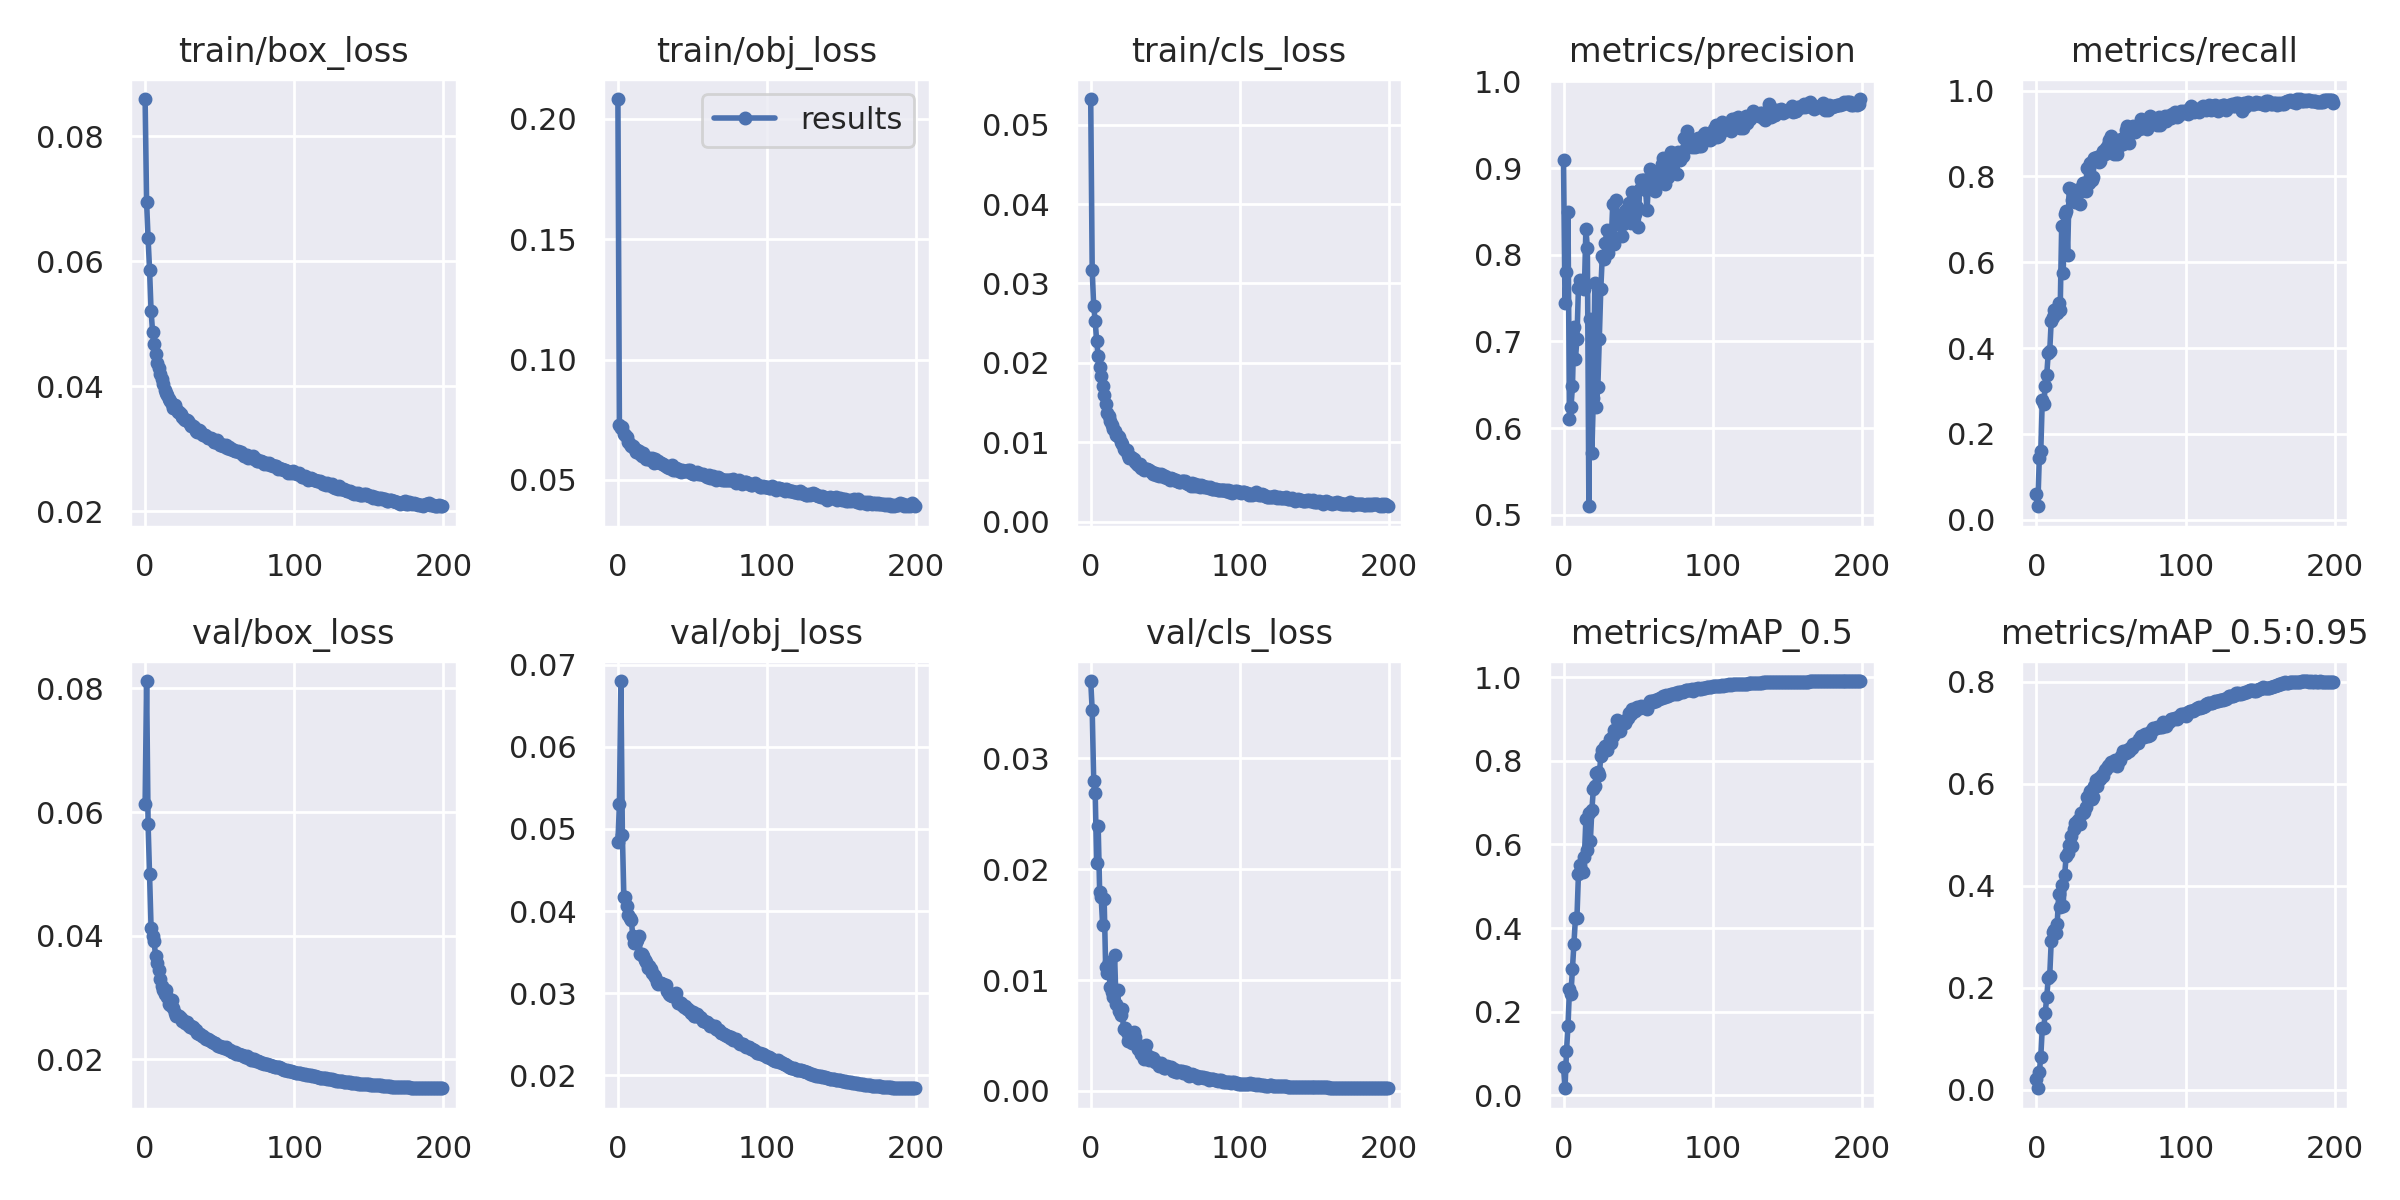 train/box_loss
train/obj_loss
train/cls_loss
metrics/precision
metrics/recall
0.08
0.06
0.04
0.02
0 100 200
results
0.20
0.15
0.10
0.05
0 100 200
0.05
0.04
0.03
0.02
0.01
0.00
0 100 200
1.0
0.9
0.8
0.7
0.6
0.5
0 100 200
1.0
0.8
0.6
0.4
0.2
0.0
0 100 200
val/box_loss
val/obj_loss
val/cls_loss
metrics/mAP_0.5
metrics/mAP_0.5:0.95
0.08
0.06
0.04
0.02
0 100 200
0.07
0.06
0.05
0.04
0.03
0.02
0 100 200
0.03
0.02
0.01
0.00
0 100 200
1.0
0.8
0.6
0.4
0.2
0.0
0 100 200
0.8
0.6
0.4
0.2
0.0
0 100 200